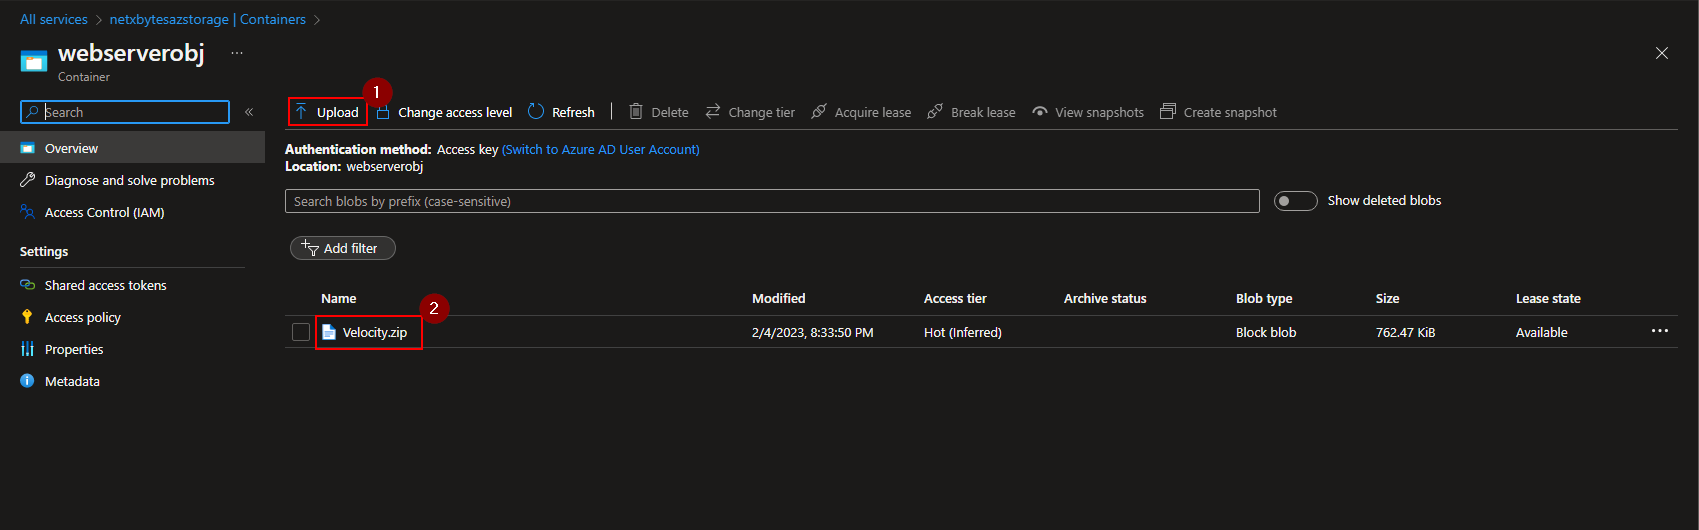 All services > netxbytesazstorage | Containers >
webserverobj ...
Container
Search «
Overview
Diagnose and solve problems
Access Control (IAM)
Settings
Shared access tokens
Access policy
Properties
Metadata
1
Upload Change access level Refresh | Delete Change tier Acquire lease Break lease View snapshots Create snapshot
Authentication method: Access key (Switch to Azure AD User Account)
Location: webserverobj
Search blobs by prefix (case-sensitive) Show deleted blobs
Add filter
Name Modified Access tier Archive status Blob type Size Lease state
2
Velocity.zip 2/4/2023, 8:33:50 PM Hot (Inferred) Block blob 762.47 KiB Available ...